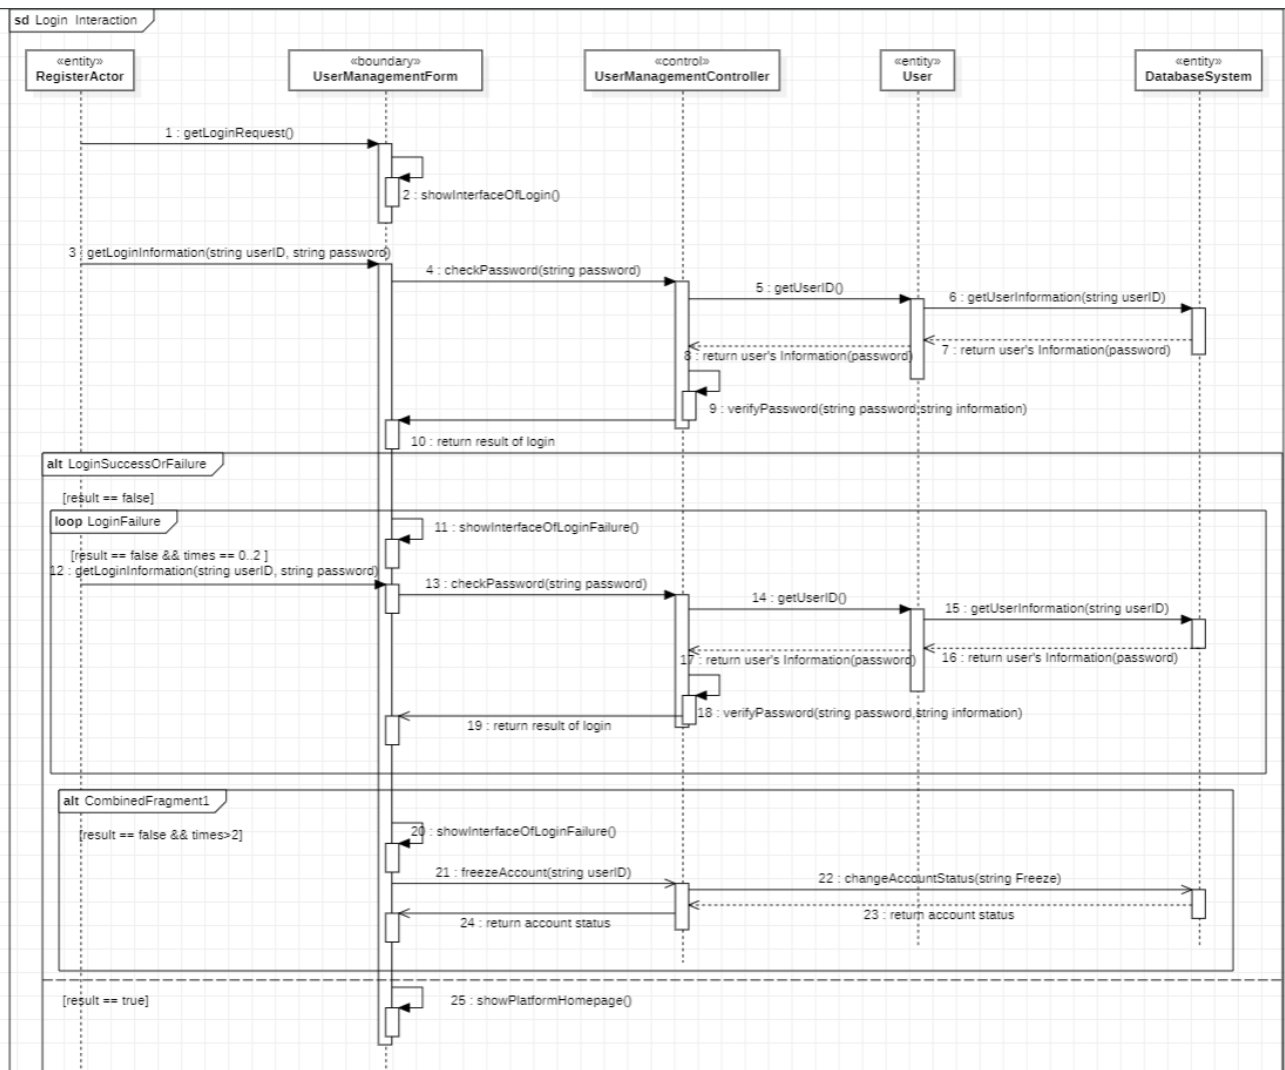 sd Login Interaction
«entity»
RegisterActor
«boundary»
UserManagementForm
«control»
UserManagementController
«entity»
User
«entity»
DatabaseSystem
1 : getLoginRequest()
2 : showInterfaceOfLogin()
3 : getLoginInformation(string userID, string password)
4 : checkPassword(string password)
5 : getUserID()
6 : getUserInformation(string userID)
7 : return user's Information(password)
8 : return user's Information(password)
9 : verifyPassword(string password,string information)
10 : return result of login
alt LoginSuccessOrFailure
[result == false]
loop LoginFailure
11 : showInterfaceOfLoginFailure()
[result == false && times == 0..2 ]
12 : getLoginInformation(string userID, string password)
13 : checkPassword(string password)
14 : getUserID()
15 : getUserInformation(string userID)
16 : return user's Information(password)
17 : return user's Information(password)
18 : verifyPassword(string password,string information)
19 : return result of login
alt CombinedFragment1
[result == false && times>2]
20 : showInterfaceOfLoginFailure()
21 : freezeAccount(string userID)
22 : changeAccountStatus(string Freeze)
23 : return account status
24 : return account status
[result == true]
25 : showPlatformHomepage()